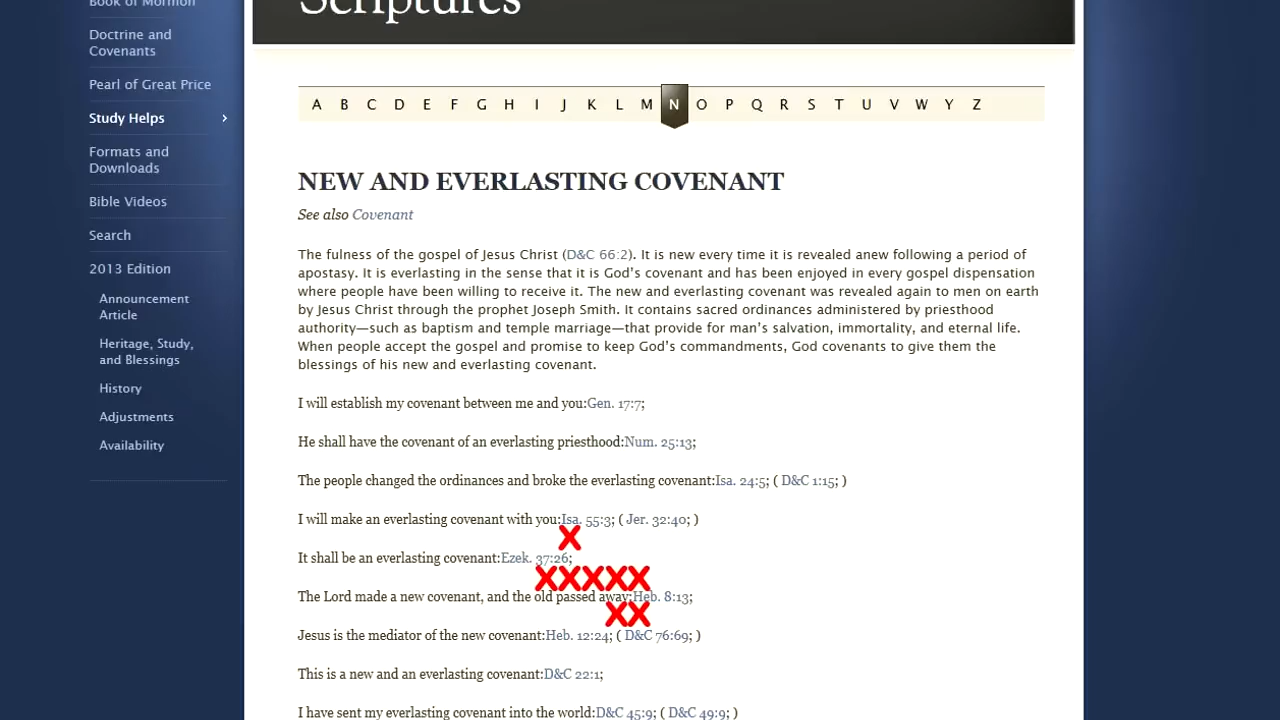 Scriptures
Book of Mormon
Doctrine and
Covenants
Pearl of Great Price
Study Helps
Formats and
Downloads
Bible Videos
Search
2013 Edition
Announcement
Article
Heritage, Study,
and Blessings
History
Adjustments
Availability
A B C D E F G H I J K L M N O P Q R S T U V W Y Z
NEW AND EVERLASTING COVENANT
See also Covenant
The fulness of the gospel of Jesus Christ (D&C 66:2). It is new every time it is revealed anew following a period of
apostasy. It is everlasting in the sense that it is God’s covenant and has been enjoyed in every gospel dispensation
where people have been willing to receive it. The new and everlasting covenant was revealed again to men on earth
by Jesus Christ through the prophet Joseph Smith. It contains sacred ordinances administered by priesthood
authority—such as baptism and temple marriage—that provide for man’s salvation, immortality, and eternal life.
When people accept the gospel and promise to keep God’s commandments, God covenants to give them the
blessings of his new and everlasting covenant.
I will establish my covenant between me and you:Gen. 17:7;
He shall have the covenant of an everlasting priesthood:Num. 25:13;
The people changed the ordinances and broke the everlasting covenant:Isa. 24:5; ( D&C 1:15; )
I will make an everlasting covenant with you:Isa. 55:3; ( Jer. 32:40; )
X
It shall be an everlasting covenant:Ezek. 37:26;
XXXXX
The Lord made a new covenant, and the old passed away:Heb. 8:13;
XX
Jesus is the mediator of the new covenant:Heb. 12:24; ( D&C 76:69; )
This is a new and an everlasting covenant:D&C 22:1;
I have sent my everlasting covenant into the world:D&C 45:9; ( D&C 49:9; )